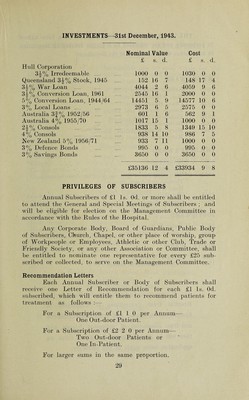 INVESTMENTS—31st December, 1943.
Nominal Value Cost
£ s. d. £ s. d.
Hull Corporation
3½% Irredeemable 1000 0 0 1030 0 0
Queensland 3½% Stock, 1945 152 16 7 148 17 4
3½% War Loan 4044 2 6 4059 9 6
3½% Conversion Loan, 1961 2545 16 1 2000 0 0
5% Conversion Loan, 1944/64 14451 5 9 14577 10 6
3% Local Loans 2973 6 5 2575 0 0
Australia 3½% 1952/56 601 1 6 562 9 1
Australia 4% 1955/70 1017 15 1 1000 0 0
2½% Consols 1833 5 8 1349 15 10
4% Consols 938 14 10 986 7 5
New Zealand 5% 1956/71 933 7 11 1000 0 0
3% Defence Bonds 995 0 0 995 0 0
3% Savings Bonds 3650 0 0 3650 0 0
£35136 12 4 £33934 9 8
PRIVILEGES OF SUBSCRIBERS
Annual Subscribers of £1 1s. 0d. or more shall be entitled
to attend the General and Special Meetings of Subscribers ; and
will be eligible for election on the Management Committee in
accordance with the Rules of the Hospital.
Any Corporate Body, Board of Guardians, Public Body
of Subscribers, Church, Chapel, or other place of worship, group
of Workpeople or Employees, Athletic or other Club, Trade or
Friendly Society, or any other Association or Committee, shall
be entitled to nominate one representative for every £25 sub-
scribed or collected, to serve on the Management Committee.
Recommendation Letters
Each Annual Subscriber or Body of Subscribers shall
receive one Letter of Recommendation for each £1 1s. 0d.
subscribed, which will entitle them to recommend patients for
treatment as follows :—
For a Subscription of £1 1 0 per Annum—
One Out-door Patient.
For a Subscription of £2 2 0 per Annum—
Two Out-door Patients or
One In-Patient.
For larger sums in the same proportion.
29